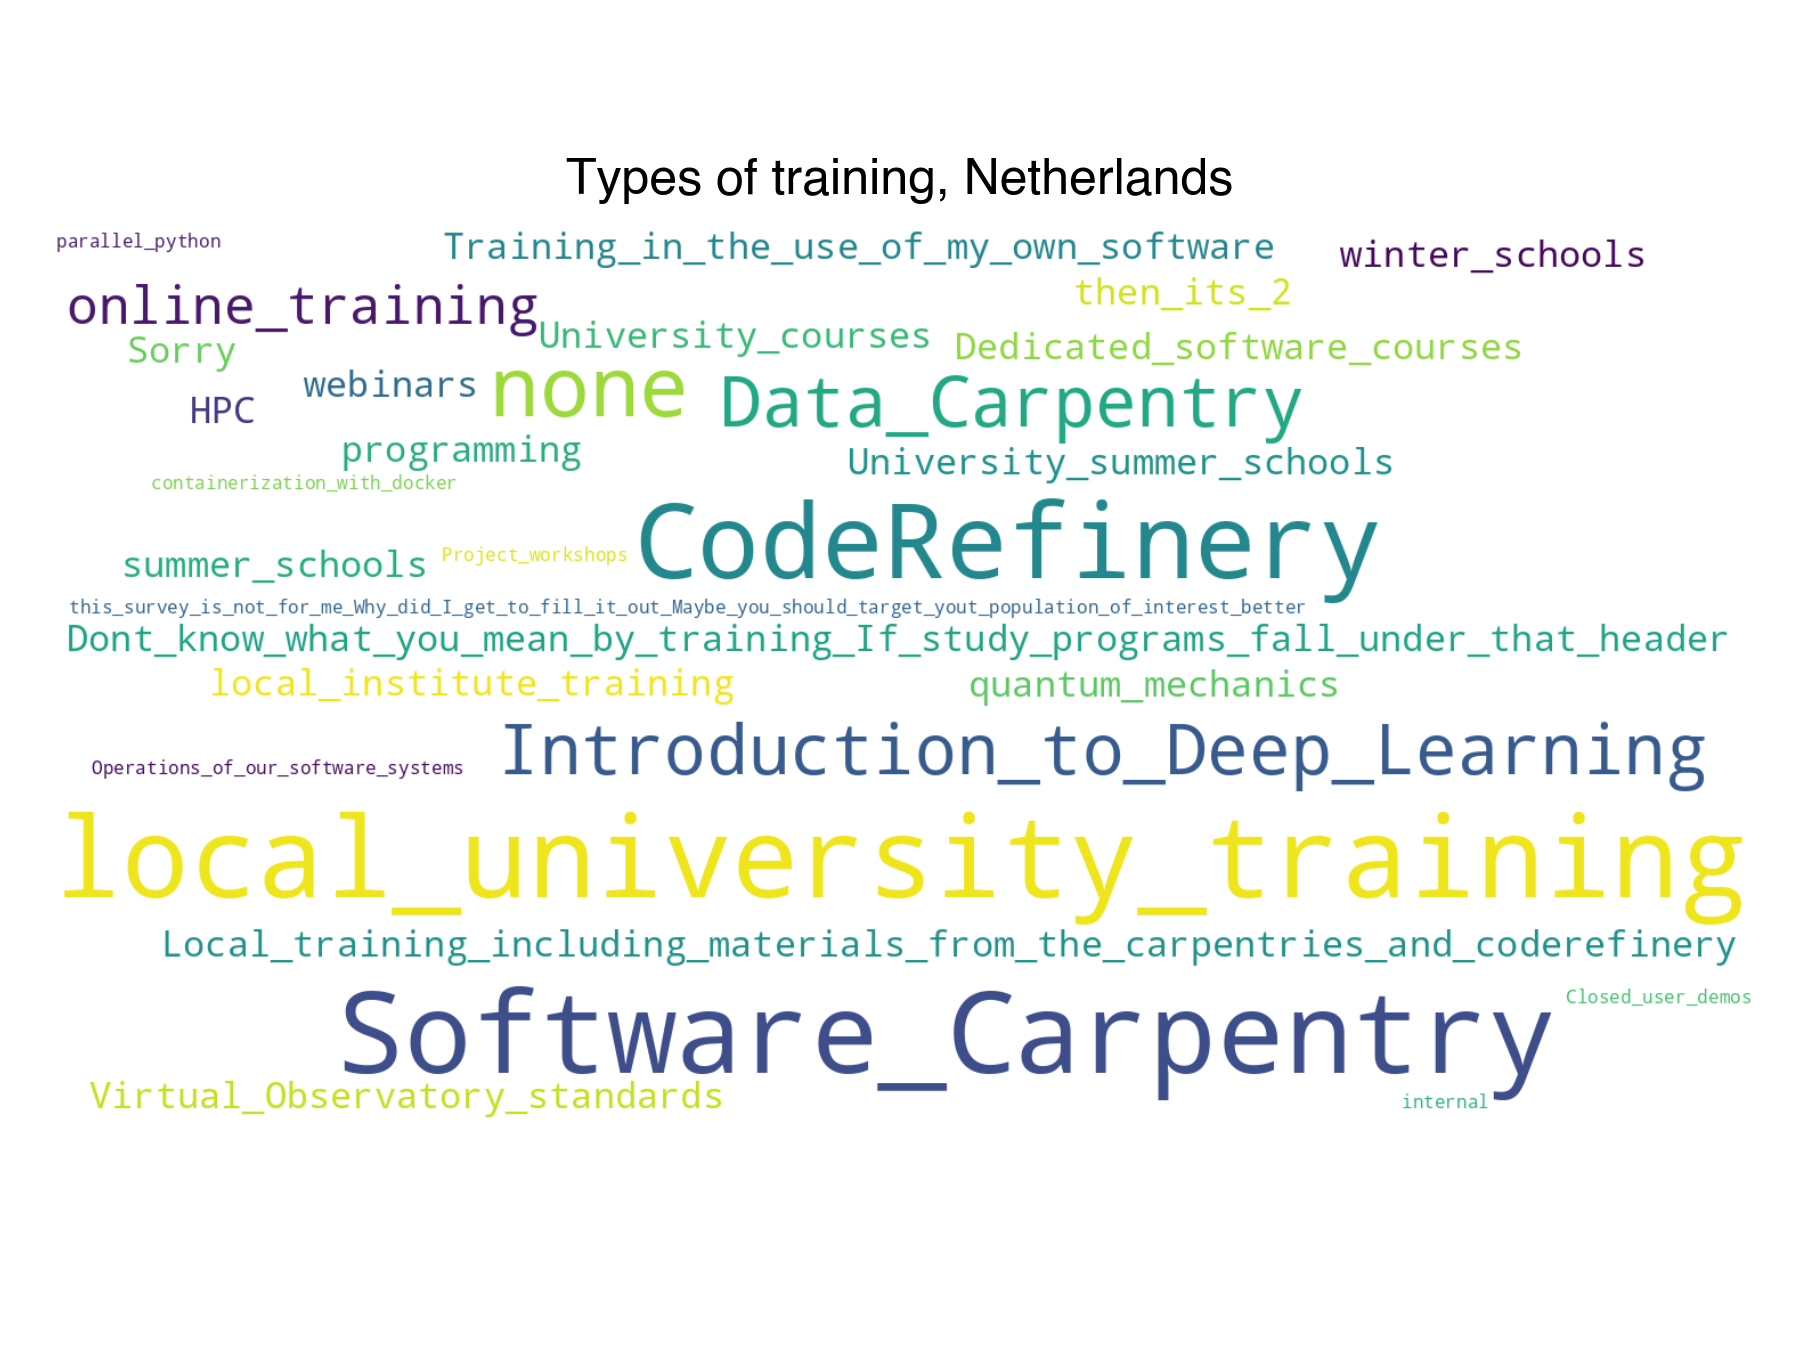 Types of training, Netherlands
parallel_python
Training_in_the_use_of_my_own_software
winter_schools
online_training
then_its_2
University_courses
Sorry
Dedicated_software_courses
webinars
none
Data_Carpentry
HPC
programming
University_summer_schools
containerization_with_docker
CodeRefinery
summer_schools
Project_workshops
this_survey_is_not_for_me_Why_did_I_get_to_fill_it_out_Maybe_you_should_target_yout_population_of_interest_better
Dont_know_what_you_mean_by_training_If_study_programs_fall_under_that_header
local_institute_training
quantum_mechanics
Introduction_to_Deep_Learning
Operations_of_our_software_systems
local_university_training
Local_training_including_materials_from_the_carpentries_and_coderefinery
Closed_user_demos
Software_Carpentry
Virtual_Observatory_standards
internal